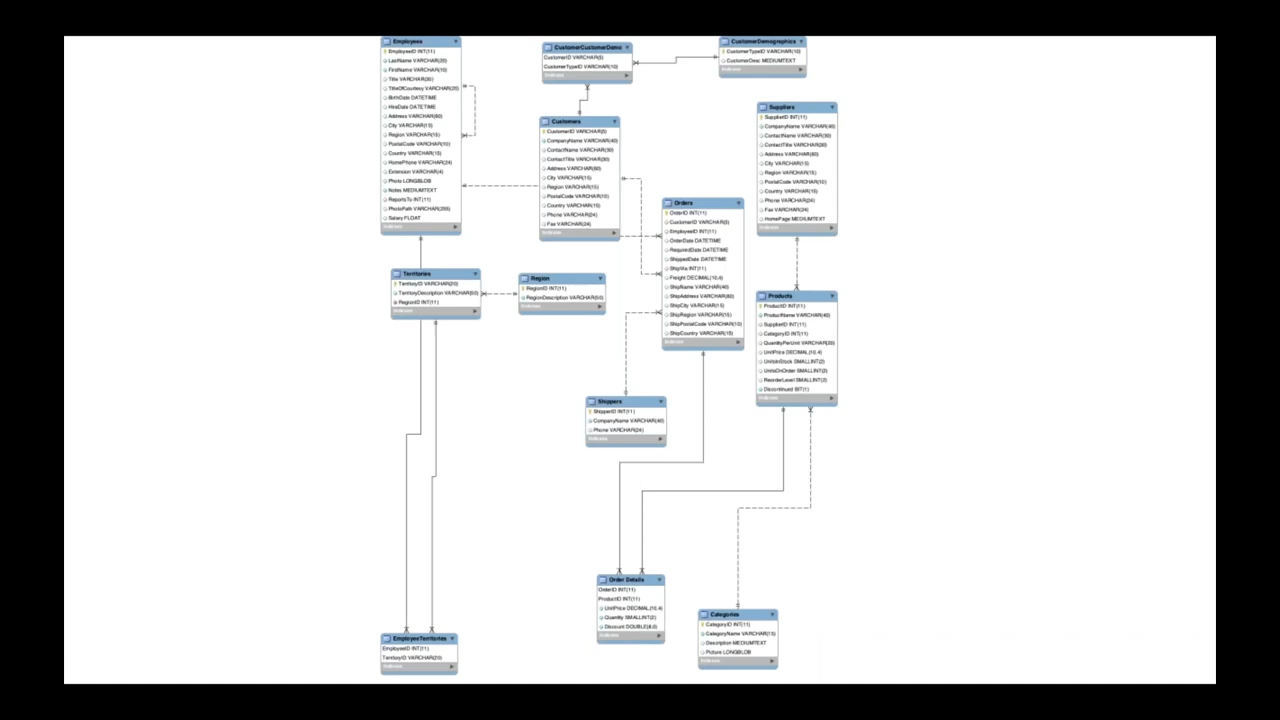 Employees
EmployeeID INT(11)
LastName VARCHAR(20)
FirstName VARCHAR(10)
Title VARCHAR(30)
TitleOfCourtesy VARCHAR(25)
BirthDate DATETIME
HireDate DATETIME
Address VARCHAR(60)
City VARCHAR(15)
Region VARCHAR(15)
PostalCode VARCHAR(10)
Country VARCHAR(15)
HomePhone VARCHAR(24)
Extension VARCHAR(4)
Photo LONGBLOB
Notes MEDIUMTEXT
ReportsTo INT(11)
PhotoPath VARCHAR(255)
Salary FLOAT
Indexes
CustomerCustomerDemo
CustomerID VARCHAR(5)
CustomerTypeID VARCHAR(10)
Indexes
CustomerDemographics
CustomerTypeID VARCHAR(10)
CustomerDesc MEDIUMTEXT
Indexes
Customers
CustomerID VARCHAR(5)
CompanyName VARCHAR(40)
ContactName VARCHAR(30)
ContactTitle VARCHAR(30)
Address VARCHAR(60)
City VARCHAR(15)
Region VARCHAR(15)
PostalCode VARCHAR(10)
Country VARCHAR(15)
Phone VARCHAR(24)
Fax VARCHAR(24)
Indexes
Suppliers
SupplierID INT(11)
CompanyName VARCHAR(40)
ContactName VARCHAR(30)
ContactTitle VARCHAR(30)
Address VARCHAR(60)
City VARCHAR(15)
Region VARCHAR(15)
PostalCode VARCHAR(10)
Country VARCHAR(15)
Phone VARCHAR(24)
Fax VARCHAR(24)
HomePage MEDIUMTEXT
Indexes
Orders
OrderID INT(11)
CustomerID VARCHAR(5)
EmployeeID INT(11)
OrderDate DATETIME
RequiredDate DATETIME
ShippedDate DATETIME
ShipVia INT(11)
Freight DECIMAL(10,4)
ShipName VARCHAR(40)
ShipAddress VARCHAR(60)
ShipCity VARCHAR(15)
ShipRegion VARCHAR(15)
ShipPostalCode VARCHAR(10)
ShipCountry VARCHAR(15)
Indexes
Territories
TerritoryID VARCHAR(20)
TerritoryDescription VARCHAR(50)
RegionID INT(11)
Indexes
Region
RegionID INT(11)
RegionDescription VARCHAR(50)
Indexes
Products
ProductID INT(11)
ProductName VARCHAR(40)
SupplierID INT(11)
CategoryID INT(11)
QuantityPerUnit VARCHAR(20)
UnitPrice DECIMAL(10,4)
UnitsInStock SMALLINT(2)
UnitsOnOrder SMALLINT(2)
ReorderLevel SMALLINT(2)
Discontinued BIT(1)
Indexes
Shippers
ShipperID INT(11)
CompanyName VARCHAR(40)
Phone VARCHAR(24)
Indexes
Order Details
OrderID INT(11)
ProductID INT(11)
UnitPrice DECIMAL(10,4)
Quantity SMALLINT(2)
Discount DOUBLE(8,0)
Indexes
Categories
CategoryID INT(11)
CategoryName VARCHAR(15)
Description MEDIUMTEXT
Picture LONGBLOB
Indexes
EmployeeTerritories
EmployeeID INT(11)
TerritoryID VARCHAR(20)
Indexes